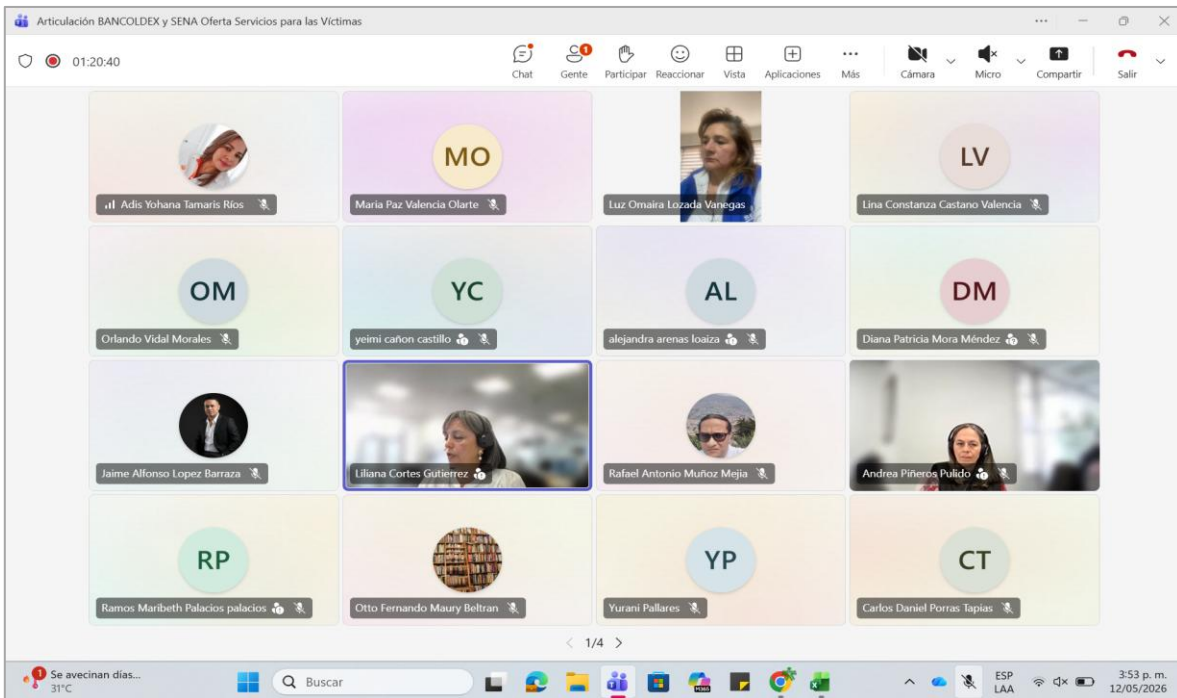 Articulación BANCOLDEX y SENA Oferta Servicios para las Víctimas
01:20:40
Chat
1
Gente
Participar
Reaccionar
Vista
Aplicaciones
Más
Cámara
Micro
Compartir
Salir
Adis Yohana Tamaris Ríos
MO
Maria Paz Valencia Olarte
Luz Omaira Lozada Vanegas
LV
Lina Constanza Castano Valencia
OM
Orlando Vidal Morales
YC
yeimi cañon castillo
AL
alejandra arenas loaiza
DM
Diana Patricia Mora Méndez
Jaime Alfonso Lopez Barraza
Liliana Cortes Gutierrez
Rafael Antonio Muñoz Mejia
Andrea Piñeros Pulido
RP
Ramos Maribeth Palacios palacios
Otto Fernando Maury Beltran
YP
Yurani Pallares
CT
Carlos Daniel Porras Tapias
1/4
1
Se avecinan días...
31°C
Buscar
ESP
LAA
3:53 p. m.
12/05/2026